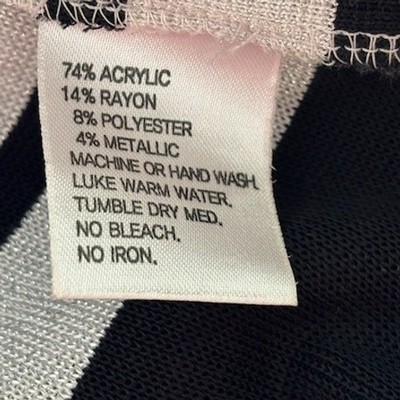 74% ACRYLIC
14% RAYON
8% POLYESTER
4% METALLIC
MACHINE OR HAND WASH.
LUKE WARM WATER.
TUMBLE DRY MED.
NO BLEACH.
NO IRON.